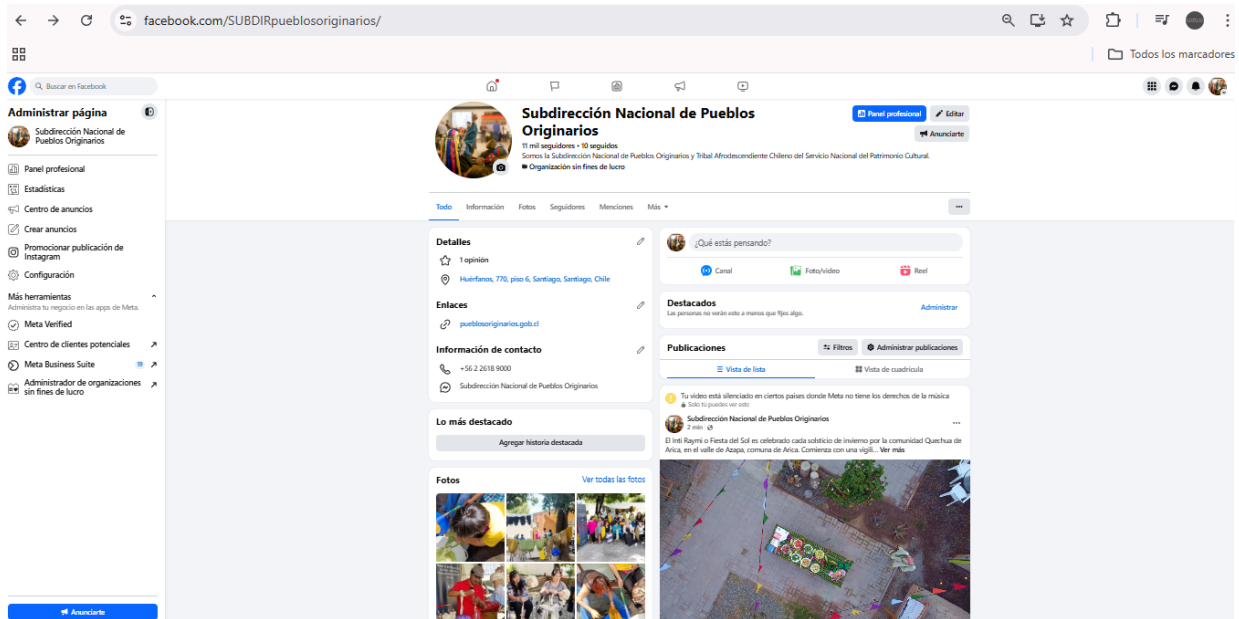 facebook.com/SUBDIRpueblosoriginarios/
Todos los marcadores
Buscar en Facebook
Administrar página
Subdirección Nacional de
Pueblos Originarios
Panel profesional
Estadísticas
Centro de anuncios
Crear anuncios
Promocionar publicación de
Instagram
Configuración
Más herramientas
Administra tu negocio en las apps de Meta.
Meta Verified
Centro de clientes potenciales
Meta Business Suite
Administrador de organizaciones
sin fines de lucro
Anunciarte
Subdirección Nacional de Pueblos
Originarios
11 mil seguidores • 10 seguidos
Somos la Subdirección Nacional de Pueblos Originarios y Tribal Afrodescendiente Chileno del Servicio Nacional del Patrimonio Cultural.
Organización sin fines de lucro
Panel profesional
Editar
Anunciarte
Todo Información Fotos Seguidores Menciones Más
Detalles
1 opinión
Huérfanos, 770, piso 6, Santiago, Santiago, Chile
Enlaces
pueblosoriginarios.gob.cl
Información de contacto
+56 2 2618 9000
Subdirección Nacional de Pueblos Originarios
Lo más destacado
Agregar historia destacada
Fotos
Ver todas las fotos
¿Qué estás pensando?
Canal
Foto/video
Reel
Destacados
Las personas no verán esto a menos que fijes algo.
Administrar
Publicaciones
Filtros
Administrar publicaciones
Vista de lista
Vista de cuadrícula
Tu video está silenciado en ciertos países donde Meta no tiene los derechos de la música
Solo tú puedes ver esto
Subdirección Nacional de Pueblos Originarios
2 min
El Inti Raymi o Fiesta del Sol es celebrado cada solsticio de invierno por la comunidad Quechua de
Arica, en el valle de Azapa, comuna de Arica. Comienza con una vigili... Ver más